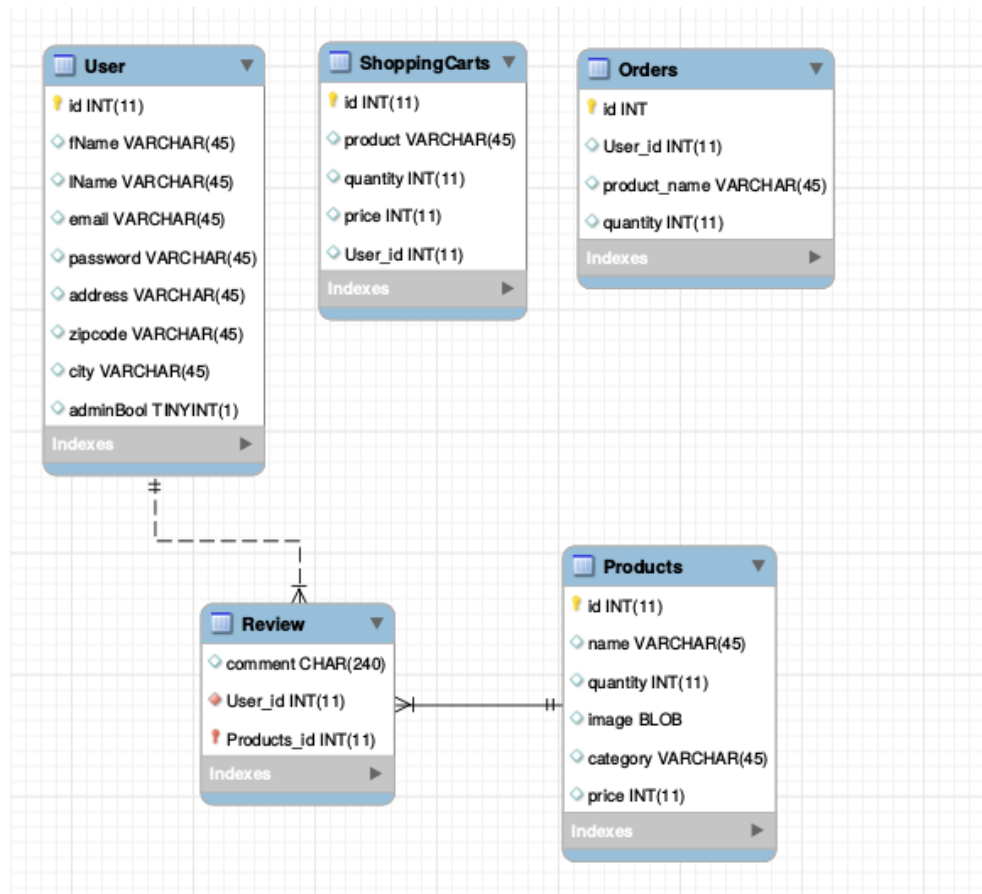 User
id INT(11)
fName VARCHAR(45)
lName VARCHAR(45)
email VARCHAR(45)
password VARCHAR(45)
address VARCHAR(45)
zipcode VARCHAR(45)
city VARCHAR(45)
adminBool TINYINT(1)
Indexes
ShoppingCarts
id INT(11)
product VARCHAR(45)
quantity INT(11)
price INT(11)
User_id INT(11)
Indexes
Orders
id INT
User_id INT(11)
product_name VARCHAR(45)
quantity INT(11)
Indexes
Review
comment CHAR(240)
User_id INT(11)
Products_id INT(11)
Indexes
Products
id INT(11)
name VARCHAR(45)
quantity INT(11)
image BLOB
category VARCHAR(45)
price INT(11)
Indexes